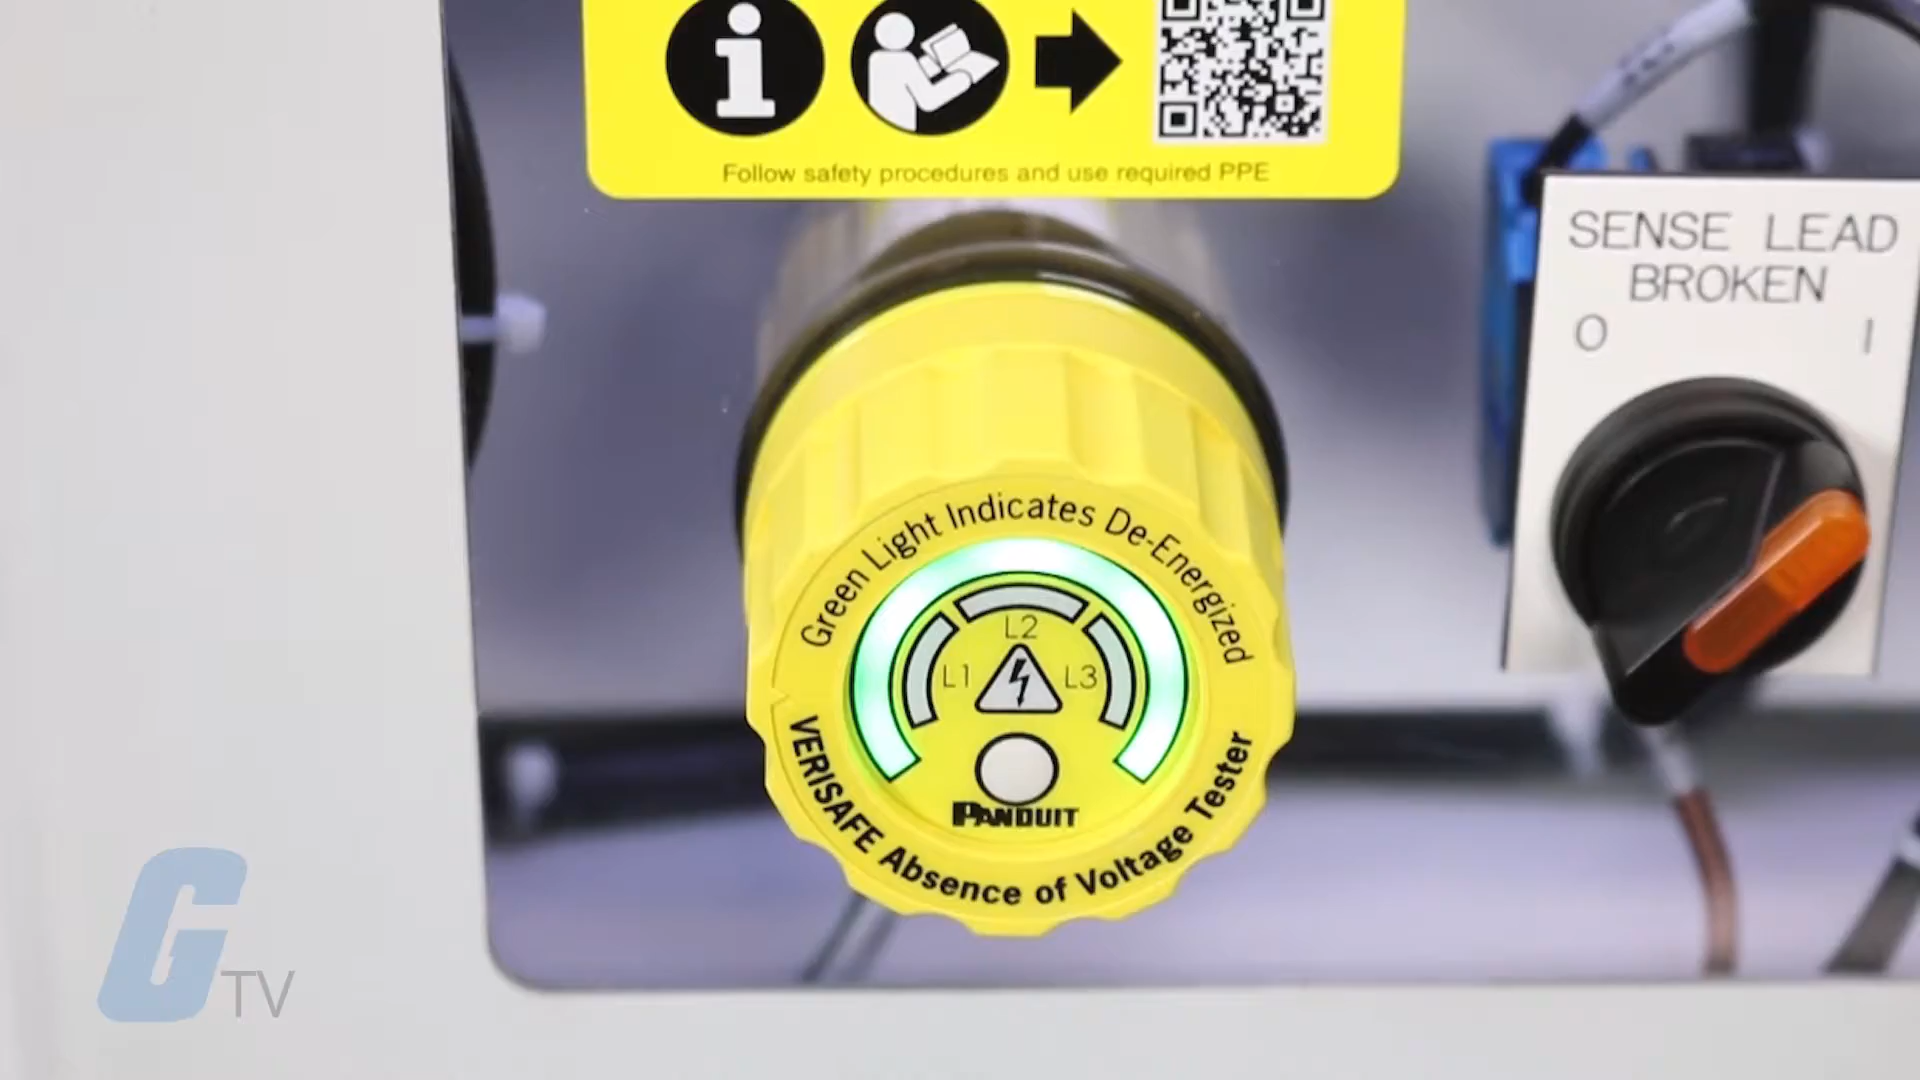 Follow safety procedures and use required PPE
SENSE LEAD
BROKEN
O I
Green Light Indicates De-Energized
L2
L1 L3
PANDUIT
VERISAFE Absence of Voltage Tester
G TV